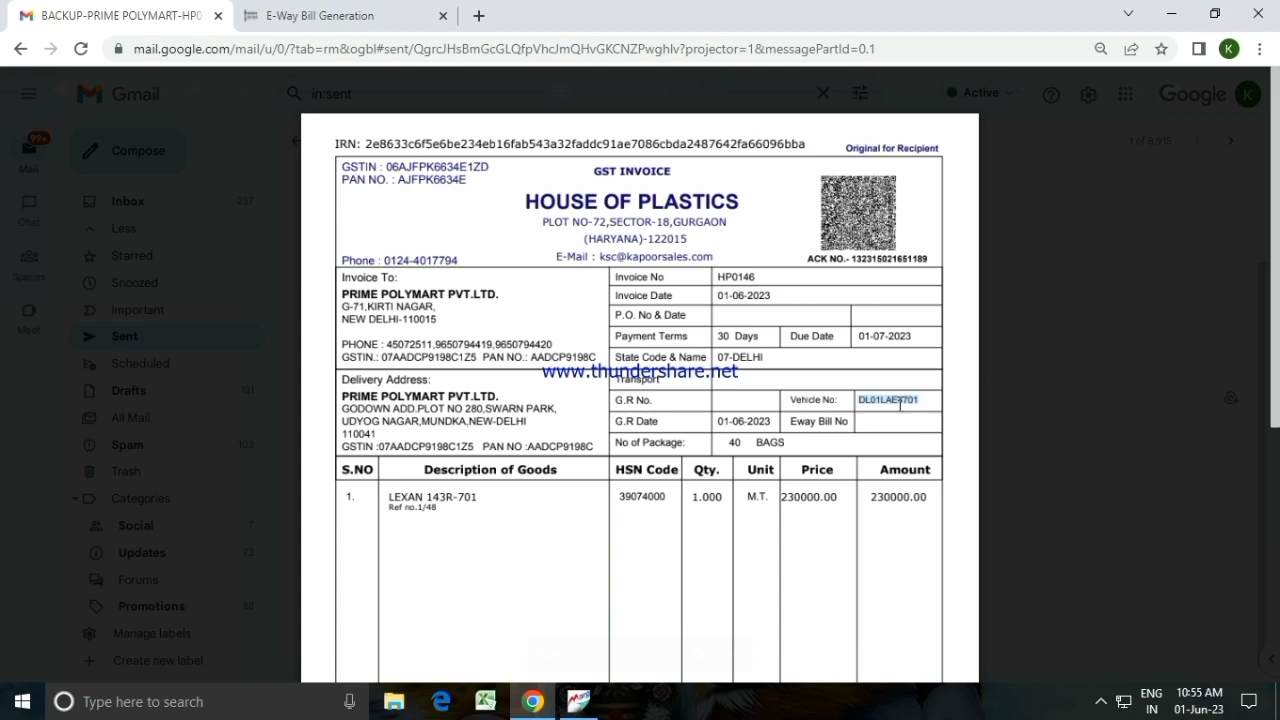 BACKUP-PRIME POLYMART-HP0
E-Way Bill Generation
mail.google.com/mail/u/0/?tab=rm&ogbl#sent/QgrcJHsBmGcGLQfpVhcJmQHvGKCNZPwghlv?projector=1&messagePartId=0.1
K
Gmail
in:sent
Active
Google
K
99+
Mail
Compose
1 of 8,915
Chat
Spaces
Meet
Inbox 257
Less
Starred
Snoozed
Important
Sent
Scheduled
Drafts 131
All Mail
Spam 103
Trash
Categories
Social 7
Updates 73
Forums
Promotions 68
Manage labels
Create new label
IRN: 2e8633c6f5e6be234eb16fab543a32faddc91ae7086cbda2487642fa66096bba
Original for Recipient
GSTIN : 06AJFPK6634E1ZD
PAN NO. : AJFPK6634E
GST INVOICE
HOUSE OF PLASTICS
PLOT NO-72,SECTOR-18,GURGAON
(HARYANA)-122015
E-Mail : ksc@kapoorsales.com
Phone : 0124-4017794
ACK NO.- 132315021651189
Invoice To:
PRIME POLYMART PVT.LTD.
G-71,KIRTI NAGAR,
NEW DELHI-110015
PHONE : 45072511,9650794419,9650794420
GSTIN.: 07AADCP9198C1Z5 PAN NO.: AADCP9198C
Invoice No HP0146
Invoice Date 01-06-2023
P.O. No & Date
Payment Terms 30 Days Due Date 01-07-2023
State Code & Name 07-DELHI
www.thundershare.net
Transport
Delivery Address:
PRIME POLYMART PVT.LTD.
GODOWN ADD.PLOT NO 280,SWARN PARK,
UDYOG NAGAR,MUNDKA,NEW-DELHI
110041
GSTIN :07AADCP9198C1Z5 PAN NO :AADCP9198C
G.R No. Vehicle No:
G.R Date 01-06-2023 Eway Bill No
No of Package: 40 BAGS
S.NO Description of Goods HSN Code Qty. Unit Price Amount
1. LEXAN 143R-701 39074000 1.000 M.T. 230000.00 230000.00
Ref no.1/48
Type here to search
ENG
IN
10:55 AM
01-Jun-23